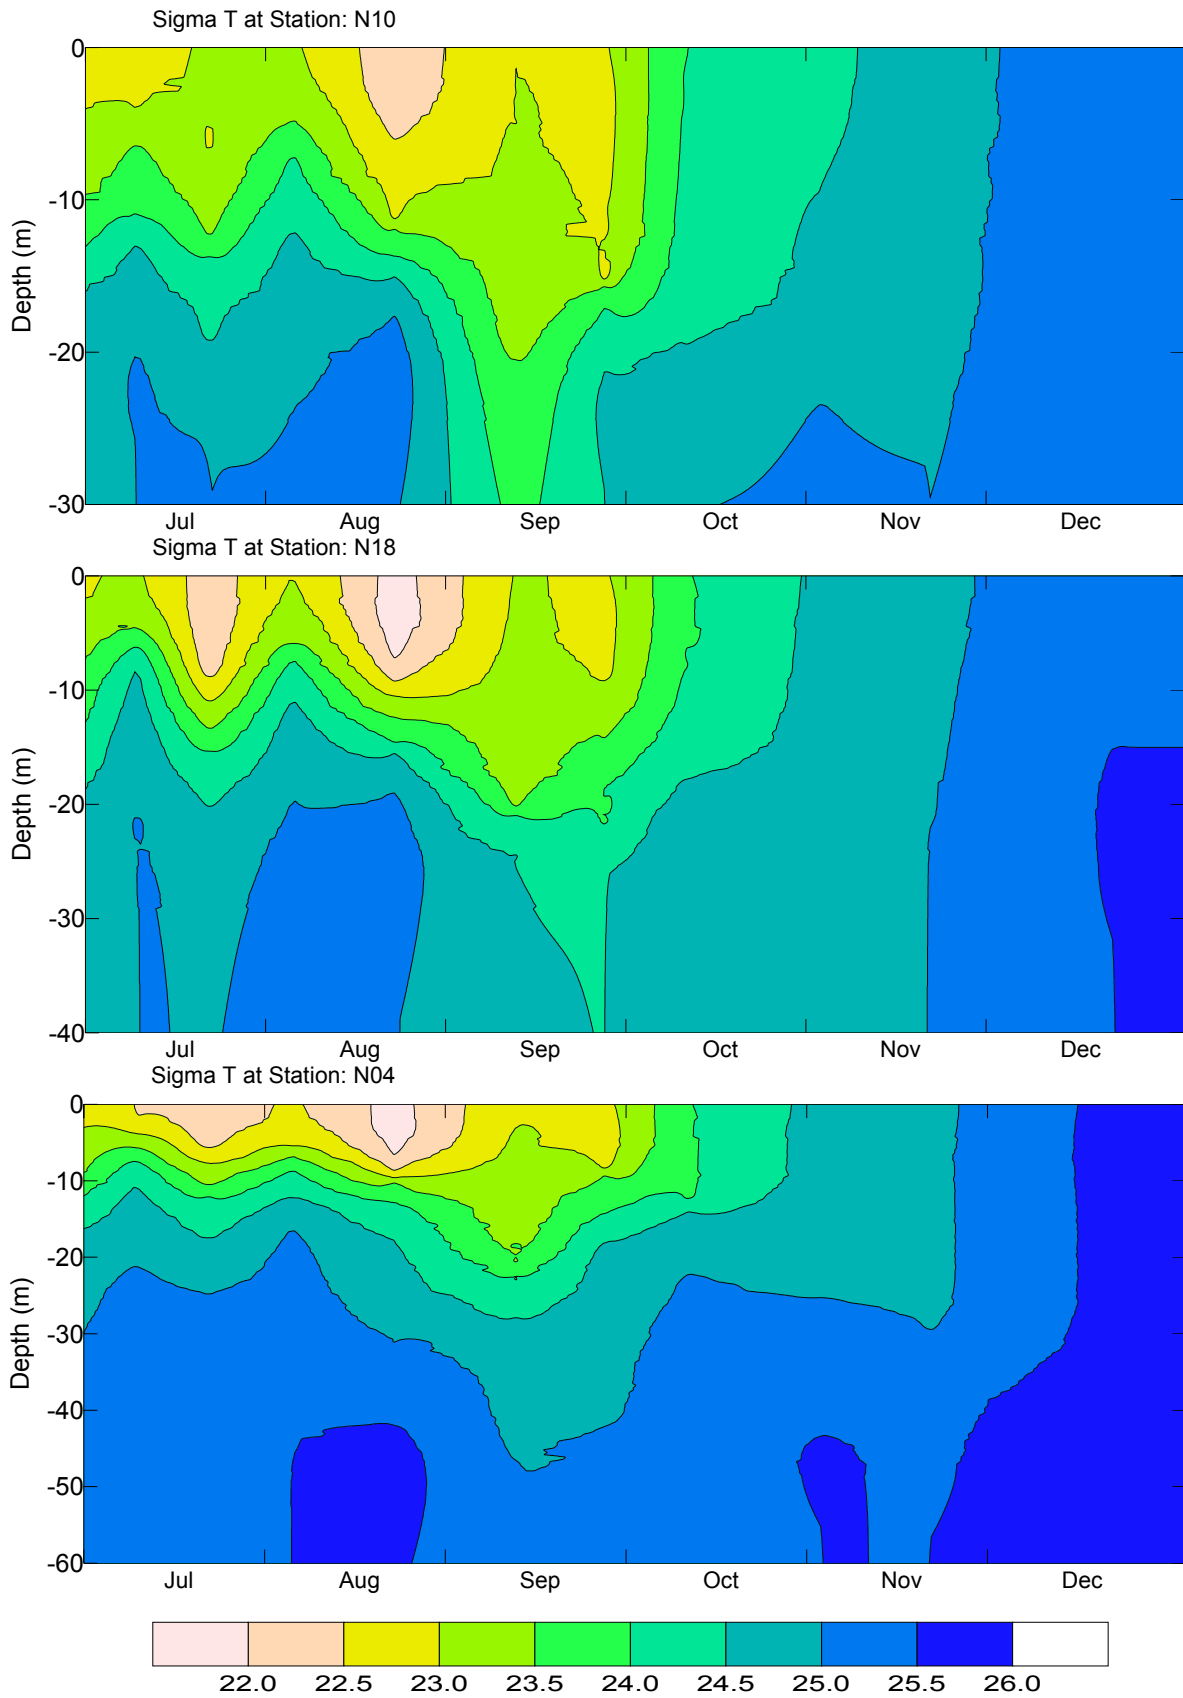 Sigma T at Station: N10
0
-10
-20
-30
Depth (m)
Jul Aug Sep Oct Nov Dec
Sigma T at Station: N18
0
-10
-20
-30
-40
Depth (m)
Jul Aug Sep Oct Nov Dec
Sigma T at Station: N04
0
-10
-20
-30
-40
-50
-60
Depth (m)
Jul Aug Sep Oct Nov Dec
22.0 22.5 23.0 23.5 24.0 24.5 25.0 25.5 26.0